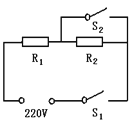 S₂
R₁ R₂
220V S₁